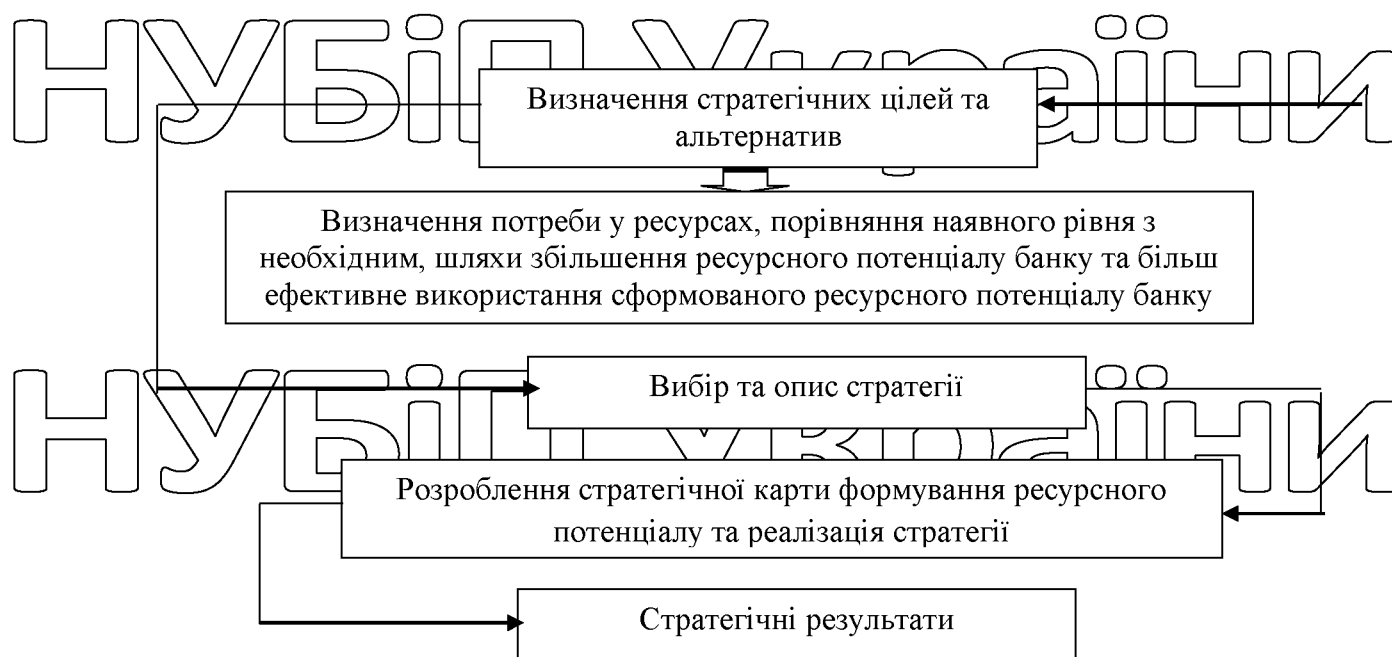 НУБіП України
Визначення стратегічних цілей та
альтернатив
Визначення потреби у ресурсах, порівняння наявного рівня з
необхідним, шляхи збільшення ресурсного потенціалу банку та більш
ефективне використання сформованого ресурсного потенціалу банку
НУБіП України
Вибір та опис стратегії
Розроблення стратегічної карти формування ресурсного
потенціалу та реалізація стратегії
Стратегічні результати